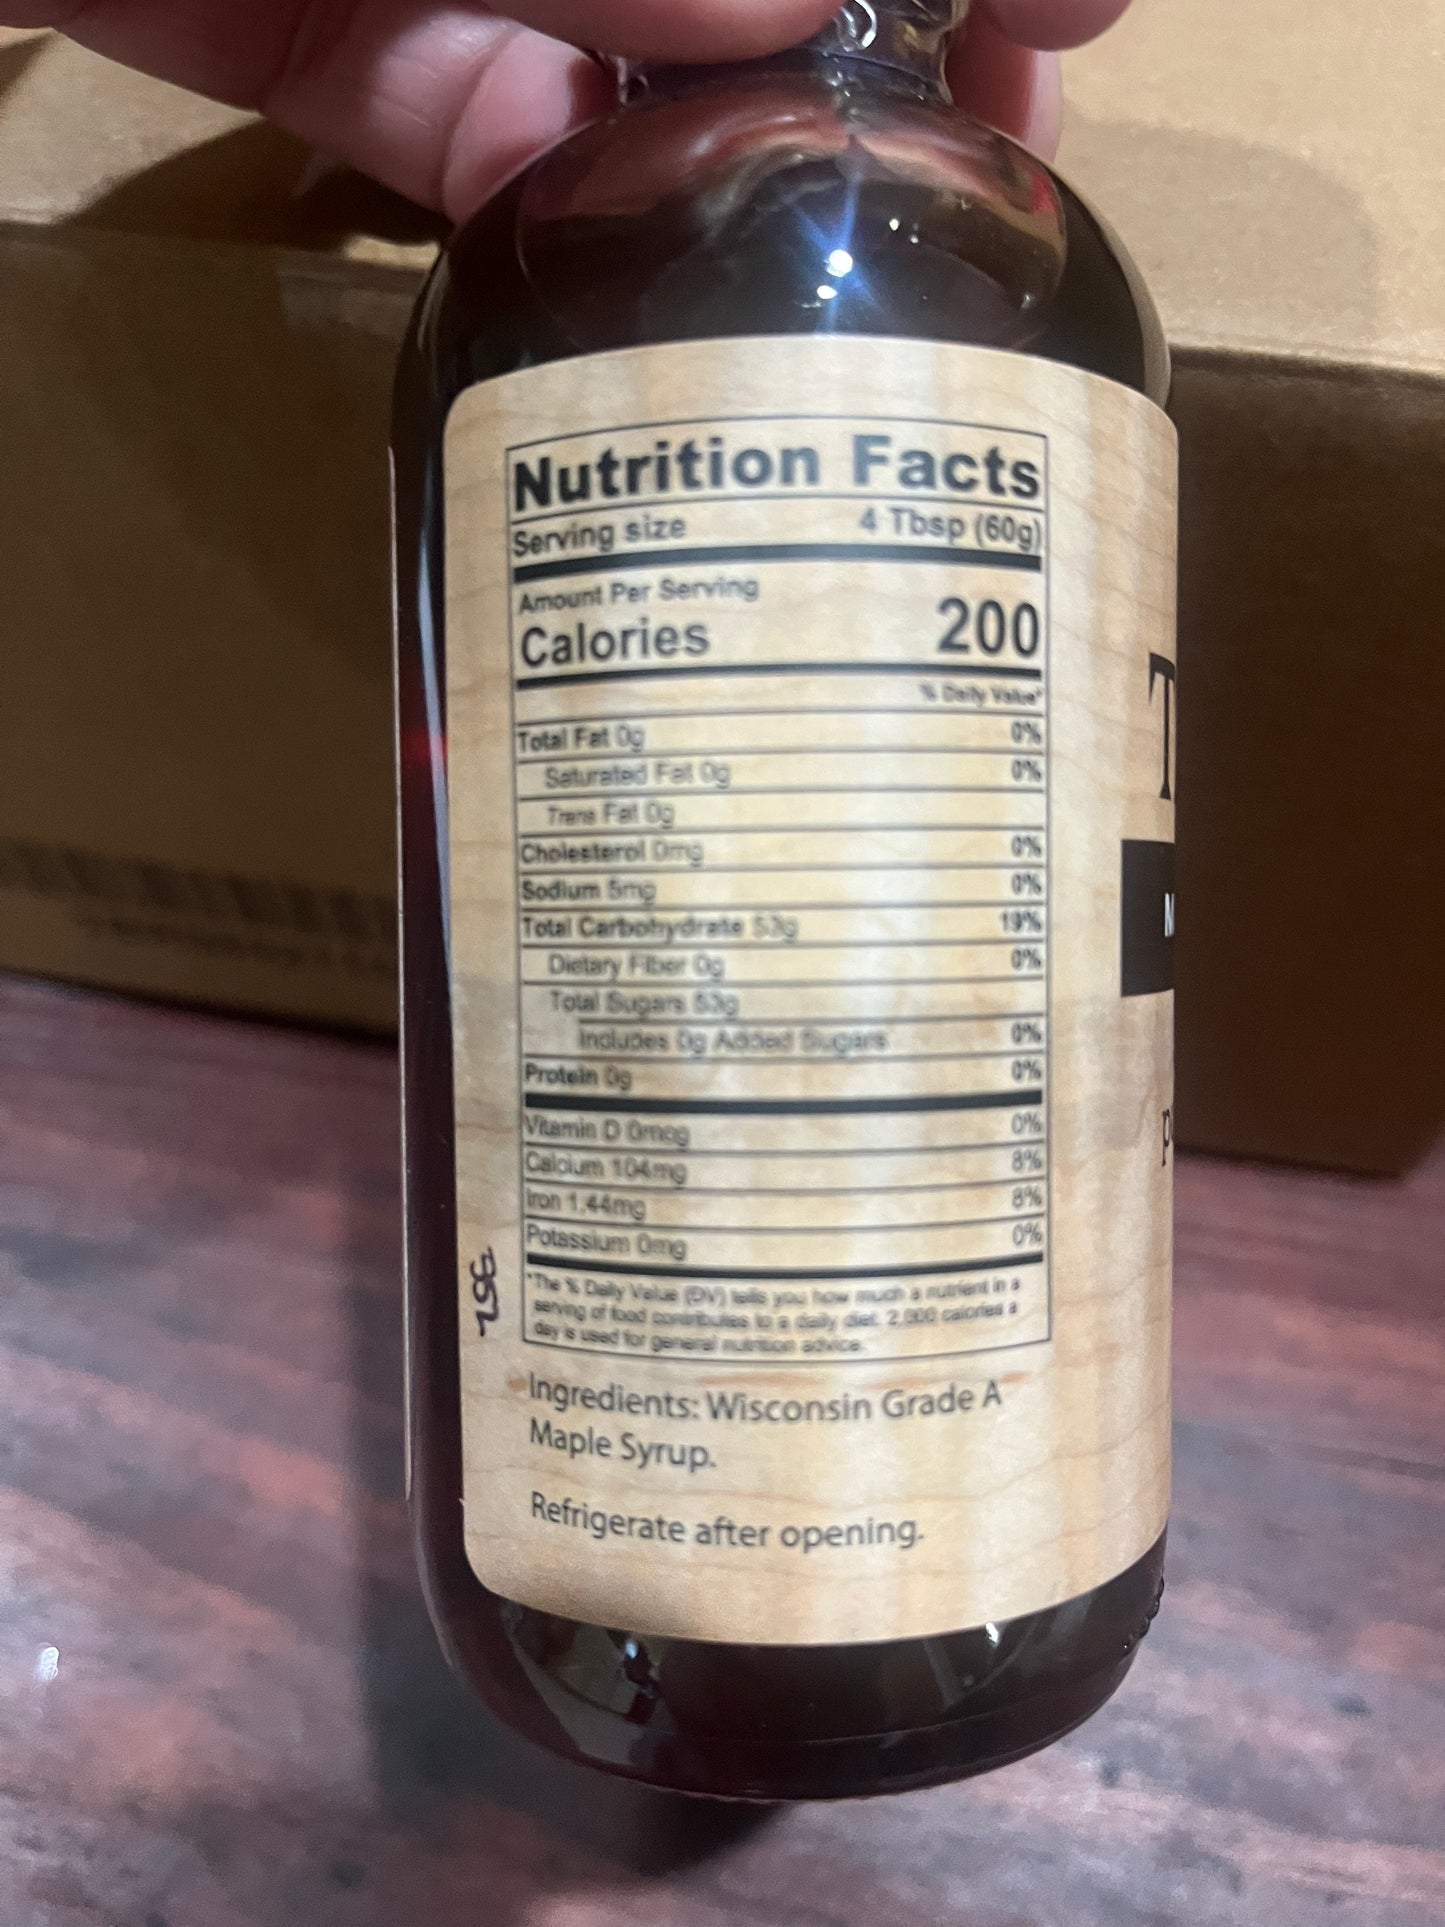 Nutrition Facts
Serving size 4 Tbsp (60g)
Amount Per Serving
Calories 200
% Daily Value*
Total Fat 0g 0%
Saturated Fat 0g 0%
Trans Fat 0g
Cholesterol 0mg 0%
Sodium 5mg 0%
Total Carbohydrate 53g 19%
Dietary Fiber 0g 0%
Total Sugars 53g
Includes 0g Added Sugars 0%
Protein 0g 0%
Vitamin D 0mcg 0%
Calcium 104mg 8%
Iron 1.44mg 8%
Potassium 0mg 0%
*The % Daily Value (DV) tells you how much a nutrient in a
serving of food contributes to a daily diet. 2,000 calories a
day is used for general nutrition advice.
Ingredients: Wisconsin Grade A
Maple Syrup.
Refrigerate after opening.